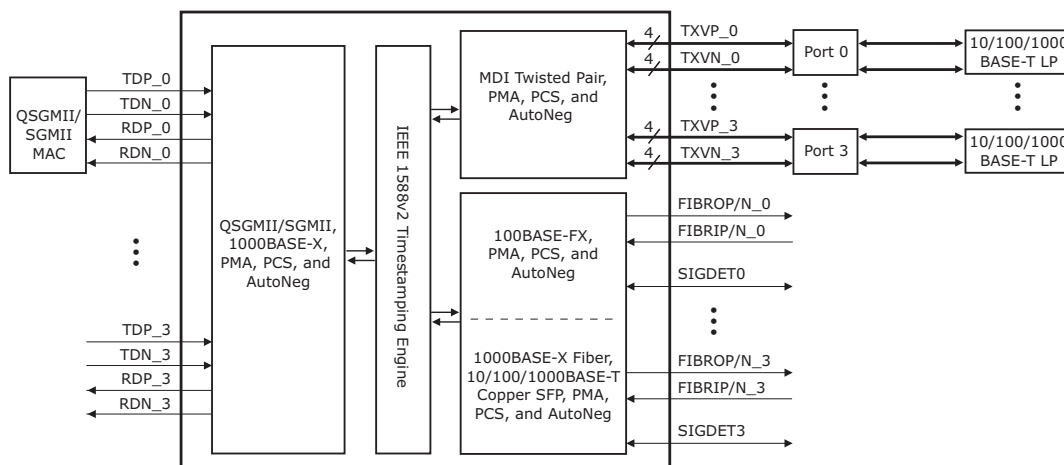 QSGMII/
SGMII
MAC
TDP_0
TDN_0
RDP_0
RDN_0
TDP_3
TDN_3
RDP_3
RDN_3
QSGMII/SGMII,
1000BASE-X,
PMA, PCS, and
AutoNeg
IEEE 1588v2 Timestamping Engine
MDI Twisted Pair,
PMA, PCS, and
AutoNeg
100BASE-FX,
PMA, PCS, and
AutoNeg
1000BASE-X Fiber,
10/100/1000BASE-T
Copper SFP, PMA,
PCS, and AutoNeg
4 TXVP_0
4 TXVN_0
4 TXVP_3
4 TXVN_3
Port 0
Port 3
10/100/1000
BASE-T LP
10/100/1000
BASE-T LP
FIBROP/N_0
FIBRIP/N_0
SIGDET0
FIBROP/N_3
FIBRIP/N_3
SIGDET3